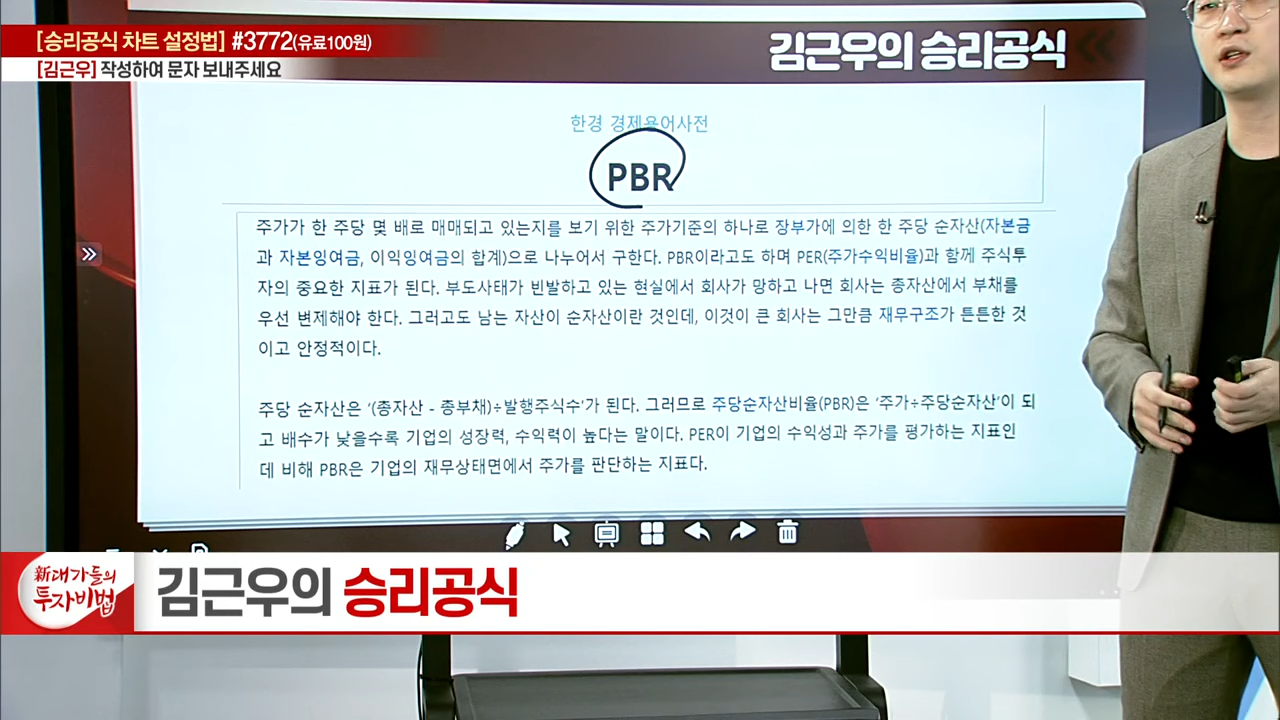 [승리공식 차트 설정법] #3772(유료100원)
[김근우] 작성하여 문자 보내주세요
김근우의 승리공식
한경 경제용어사전
PBR
주가가 한 주당 몇 배로 매매되고 있는지를 보기 위한 주가기준의 하나로 장부가에 의한 한 주당 순자산(자본금
과 자본잉여금, 이익잉여금의 합계)으로 나누어서 구한다. PBR이라고도 하며 PER(주가수익비율)과 함께 주식투
자의 중요한 지표가 된다. 부도사태가 빈발하고 있는 현실에서 회사가 망하고 나면 회사는 총자산에서 부채를
우선 변제해야 한다. 그러고도 남는 자산이 순자산이란 것인데, 이것이 큰 회사는 그만큼 재무구조가 튼튼한 것
이고 안정적이다.
주당 순자산은 '(총자산 - 총부채)÷발행주식수'가 된다. 그러므로 주당순자산비율(PBR)은 '주가÷주당순자산'이 되
고 배수가 낮을수록 기업의 성장력, 수익력이 높다는 말이다. PER이 기업의 수익성과 주가를 평가하는 지표인
데 비해 PBR은 기업의 재무상태면에서 주가를 판단하는 지표다.
新대가들의
투자비법
김근우의 승리공식